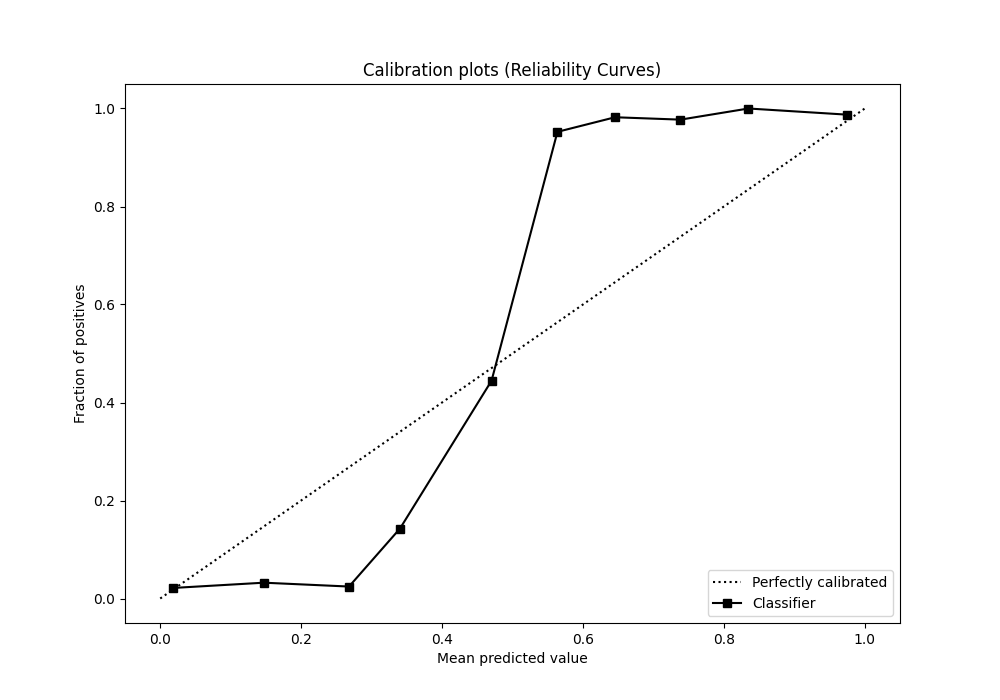 Calibration plots (Reliability Curves)
1.0
0.8
0.6
0.4
0.2
0.0
Fraction of positives
0.0 0.2 0.4 0.6 0.8 1.0
Mean predicted value
Perfectly calibrated
Classifier